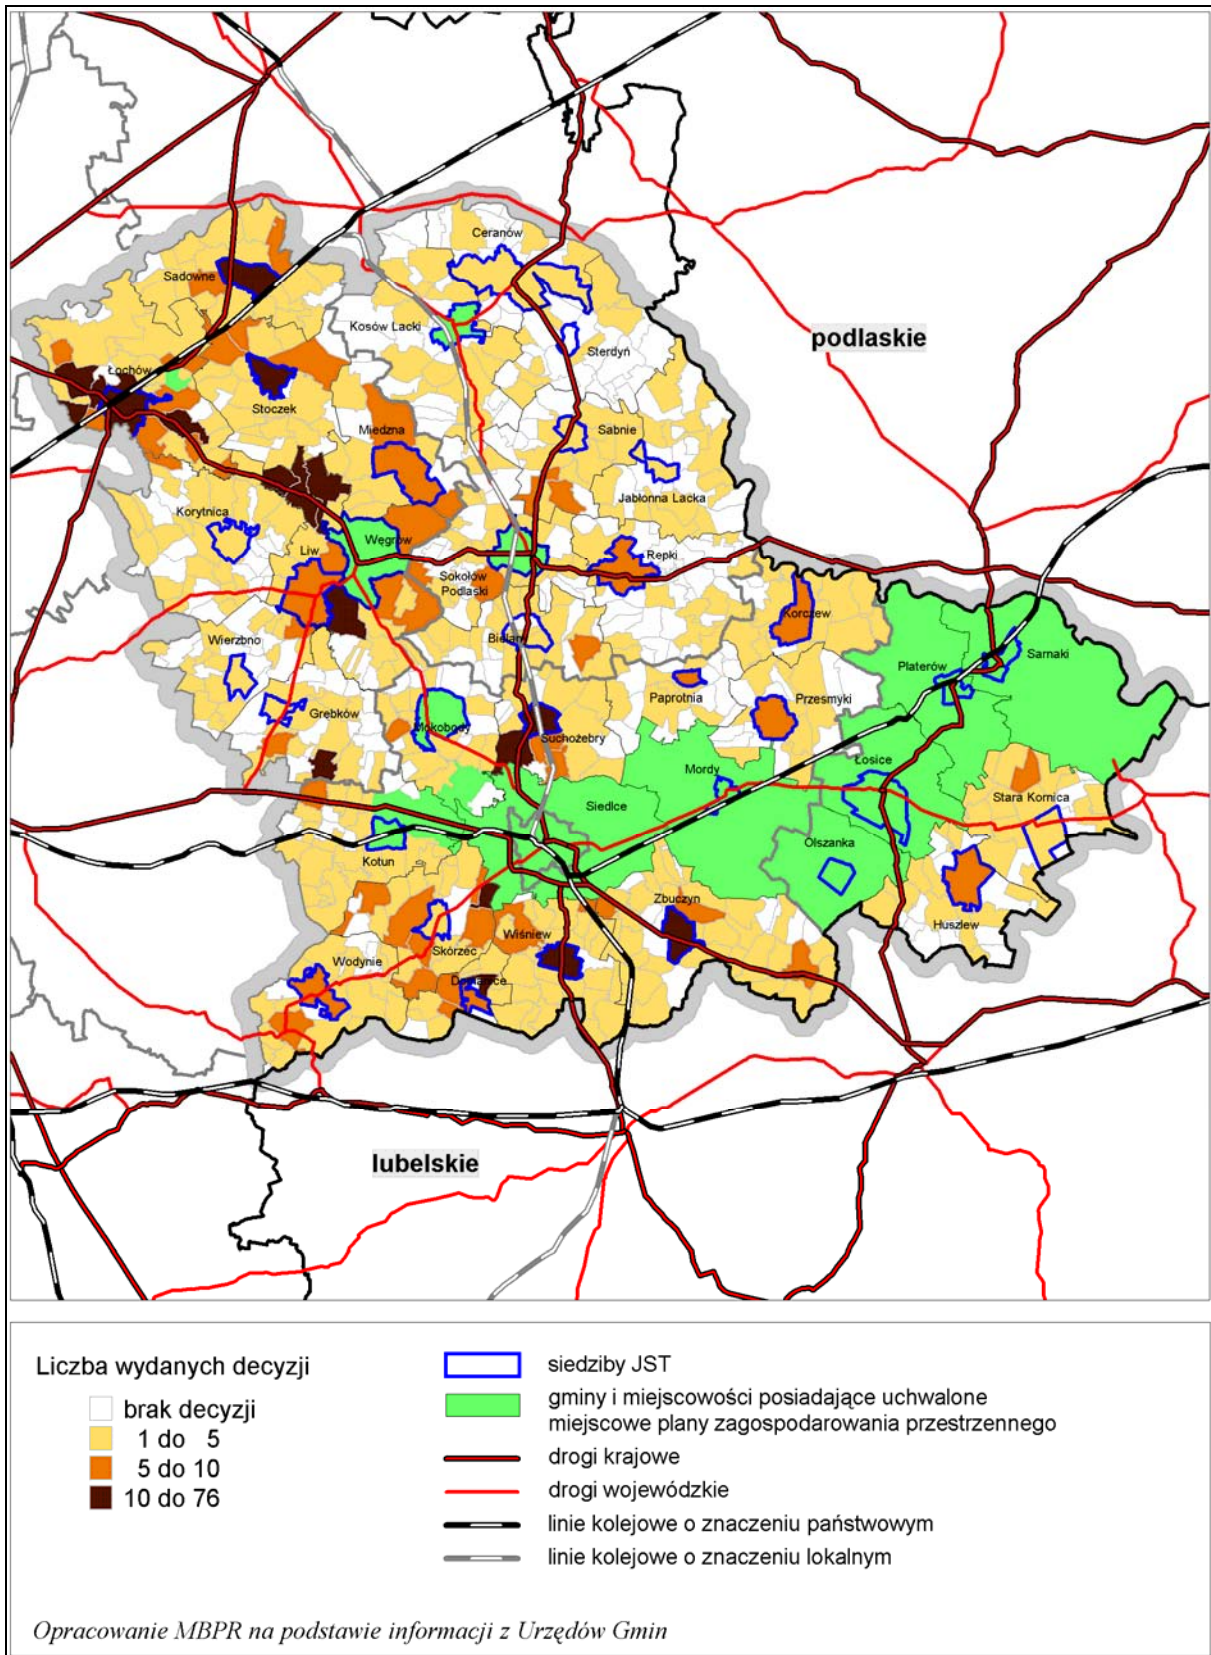 Ceranów
Sadowne
Kosów Lacki
podlaskie
Sterdyń
Łochów
Stoczek
Miedzna
Sabnie
Jabłonna Lacka
Korytnica
Węgrów
Liw
Repki
Sokołów
Podlaski
Korczew
Bielany
Wierzbno
Sarnaki
Platerów
Paprotnia
Przesmyki
Grębków
Mokobody
Suchożebry
Łosice
Mordy
Stara Kornica
Siedlce
Olszanka
Kotuń
Zbuczyn
Huszlew
Wiśniew
Skórzec
Wodynie
Domanice
lubelskie
Liczba wydanych decyzji
brak decyzji
1 do 5
5 do 10
10 do 76
siedziby JST
gminy i miejscowości posiadające uchwalone
miejscowe plany zagospodarowania przestrzennego
drogi krajowe
drogi wojewódzkie
linie kolejowe o znaczeniu państwowym
linie kolejowe o znaczeniu lokalnym
Opracowanie MBPR na podstawie informacji z Urzędów Gmin